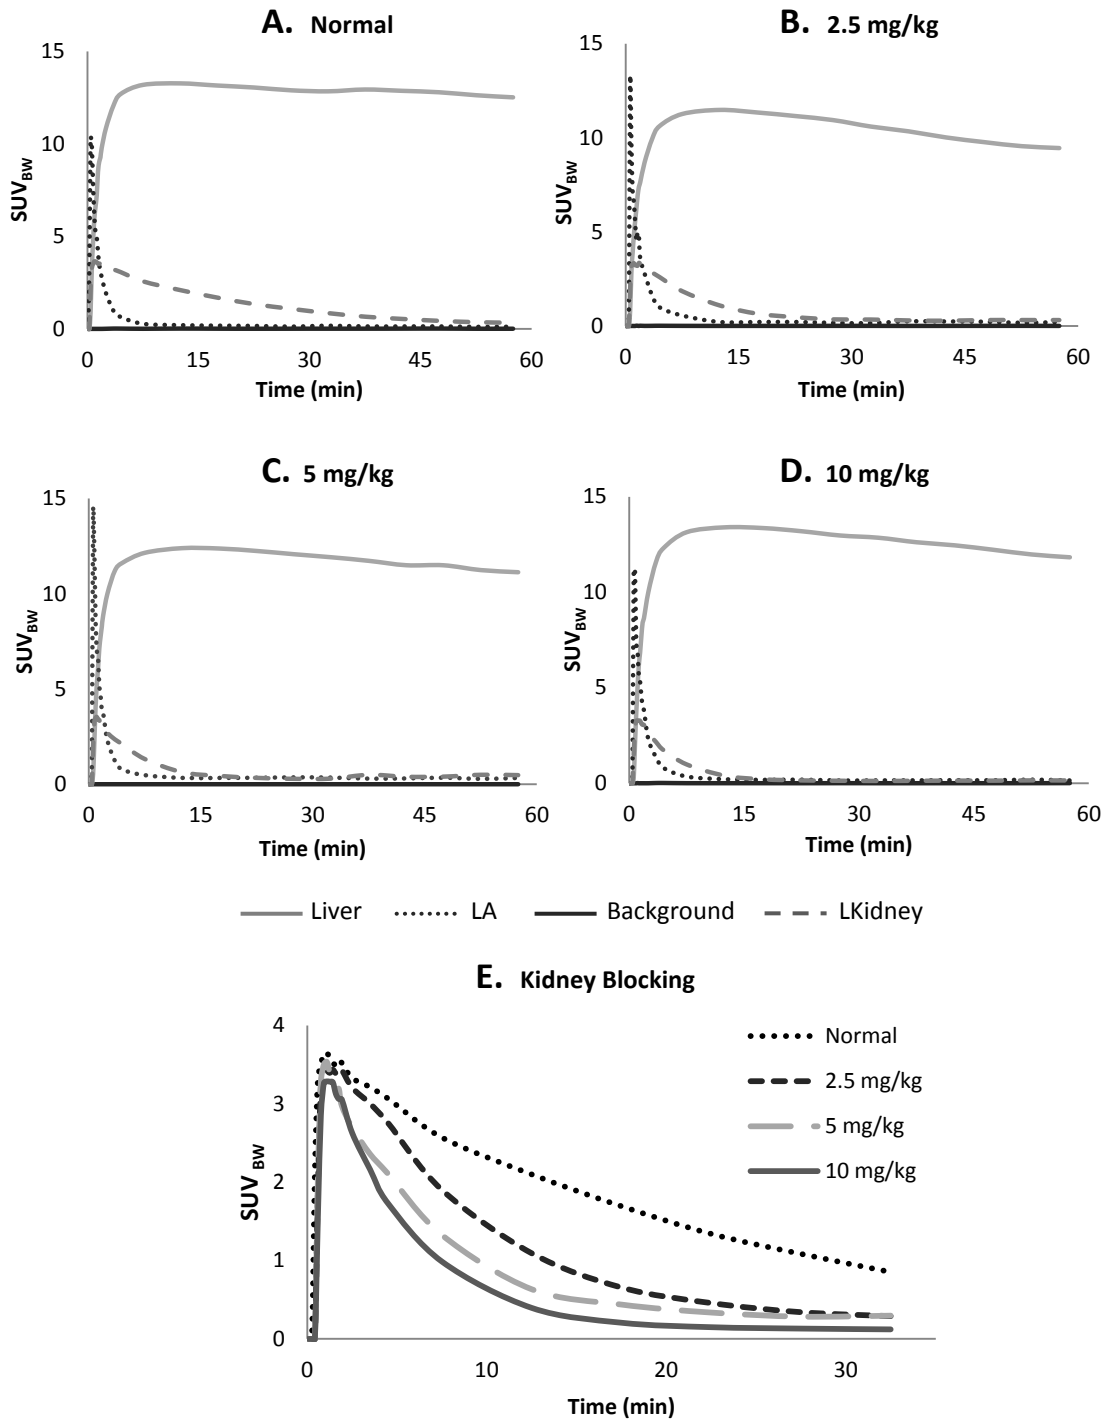 A. Normal
15
10
5
0
SUVBW
0 15 30 45 60
Time (min)
B. 2.5 mg/kg
15
10
5
0
SUVBW
0 15 30 45 60
Time (min)
C. 5 mg/kg
15
10
5
0
SUVBW
0 15 30 45 60
Time (min)
D. 10 mg/kg
15
10
5
0
SUVBW
0 15 30 45 60
Time (min)
Liver LA Background LKidney
E. Kidney Blocking
4
3
2
1
0
SUV BW
0 10 20 30
Time (min)
Normal
2.5 mg/kg
5 mg/kg
10 mg/kg